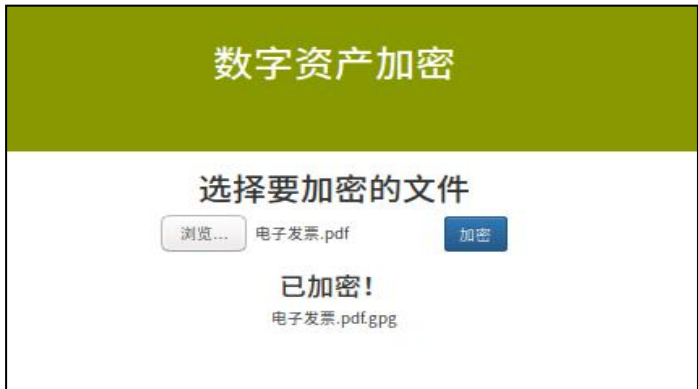 数字资产加密
选择要加密的文件
浏览... 电子发票.pdf 加密
已加密！
电子发票.pdf.gpg